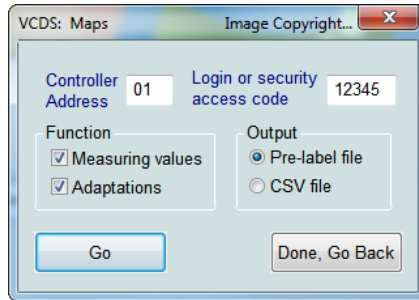 VCDS: Maps Image Copyright...
Controller Address 01 Login or security access code 12345
Function Output
Measuring values Pre-label file
Adaptations CSV file
Go Done, Go Back